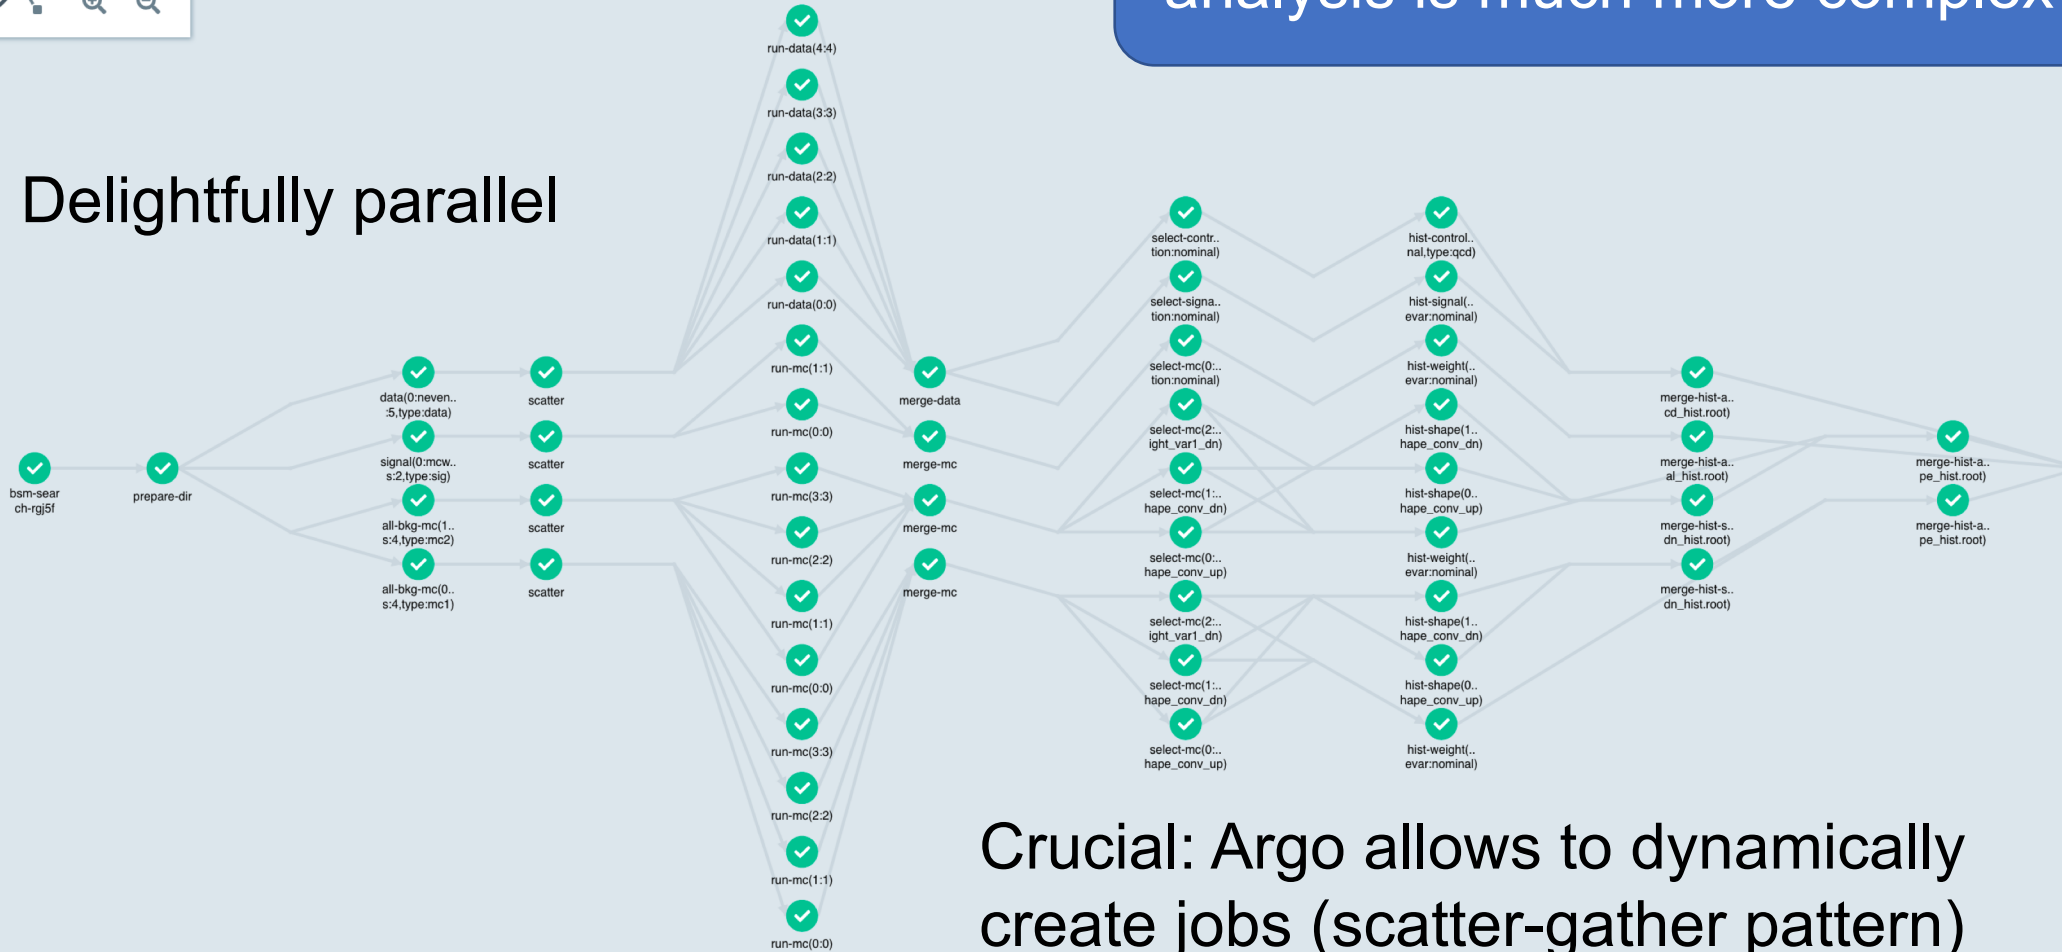 analysis is much more complex
Delightfully parallel
run-data(4:4)
run-data(3:3)
run-data(2:2)
run-data(1:1)
run-data(0:0)
run-mc(1:1)
run-mc(0:0)
run-mc(3:3)
run-mc(2:2)
run-mc(1:1)
run-mc(0:0)
run-mc(3:3)
run-mc(2:2)
run-mc(1:1)
run-mc(0:0)
bsm-sear
ch-rgj5f
prepare-dir
data(0:neven..
:5,type:data)
signal(0:mcw..
s:2,type:sig)
all-bkg-mc(1..
s:4,type:mc2)
all-bkg-mc(0..
s:4,type:mc1)
scatter
scatter
scatter
scatter
merge-data
merge-mc
merge-mc
merge-mc
select-contr..
tion:nominal)
select-signa..
tion:nominal)
select-mc(0:..
tion:nominal)
select-mc(2:..
ight_var1_dn)
select-mc(1:..
hape_conv_dn)
select-mc(0:..
hape_conv_up)
select-mc(2:..
ight_var1_dn)
select-mc(1:..
hape_conv_dn)
select-mc(0:..
hape_conv_up)
hist-control..
nal,type:qcd)
hist-signal(..
evar:nominal)
hist-weight(..
evar:nominal)
hist-shape(1..
hape_conv_dn)
hist-shape(0..
hape_conv_up)
hist-weight(..
evar:nominal)
hist-shape(1..
hape_conv_dn)
hist-shape(0..
hape_conv_up)
hist-weight(..
evar:nominal)
merge-hist-a..
cd_hist.root)
merge-hist-a..
al_hist.root)
merge-hist-s..
dn_hist.root)
merge-hist-s..
dn_hist.root)
merge-hist-a..
pe_hist.root)
merge-hist-a..
pe_hist.root)
Crucial: Argo allows to dynamically
create jobs (scatter-gather pattern)